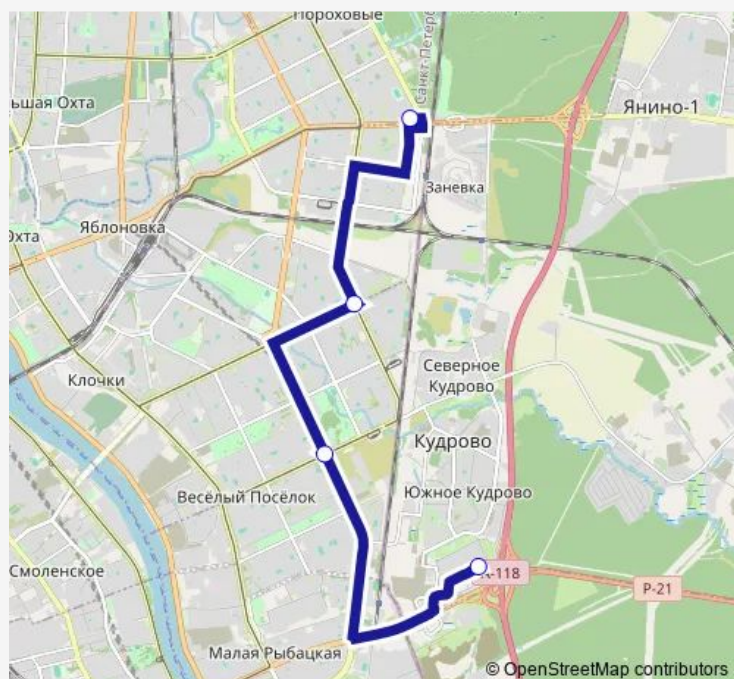 Пороховые
Санкт-Петерб
льшая Охта
Янино-1
Заневка
Яблоновка
Охта
Северное
Кудрово
Клочки
Кудрово
Весёлый Посёлок
Южное Кудрово
Смоленское
К-118
Р-21
Малая Рыбацкая
© OpenStreetMap contributors